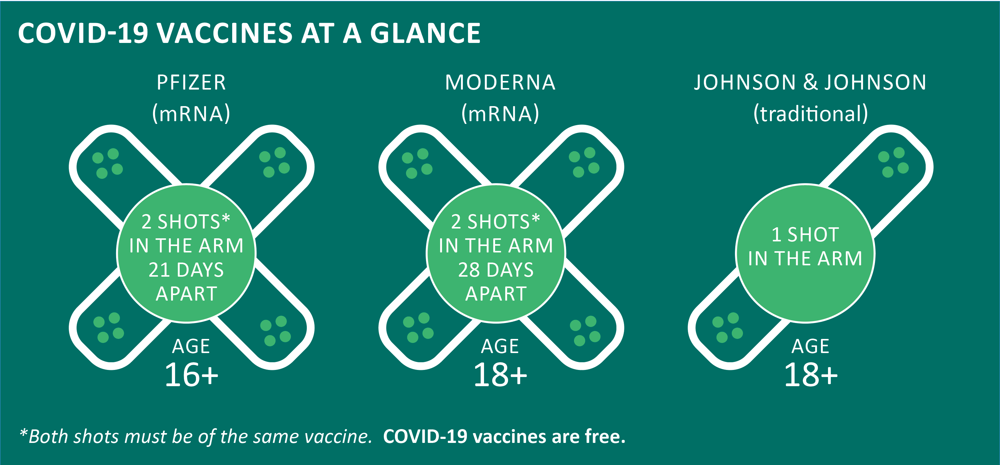 COVID-19 VACCINES AT A GLANCE
PFIZER
(mRNA)
2 SHOTS*
IN THE ARM
21 DAYS
APART
AGE
16+
MODERNA
(mRNA)
2 SHOTS*
IN THE ARM
28 DAYS
APART
AGE
18+
JOHNSON & JOHNSON
(traditional)
1 SHOT
IN THE ARM
AGE
18+
*Both shots must be of the same vaccine. COVID-19 vaccines are free.